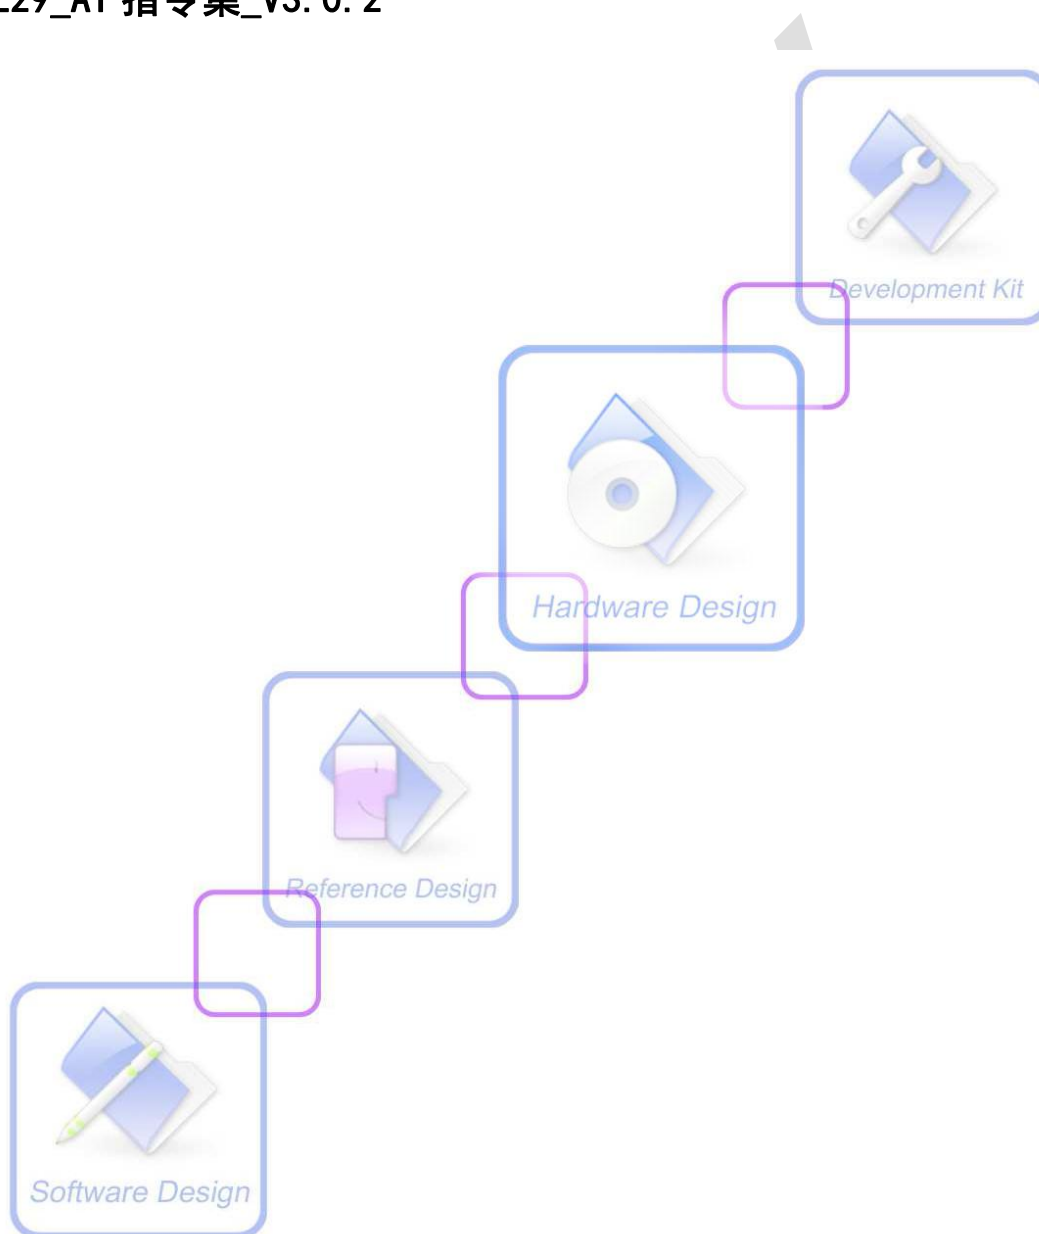 L29_AT 指令集_V3.0.2
Development Kit
Hardware Design
Reference Design
Software Design